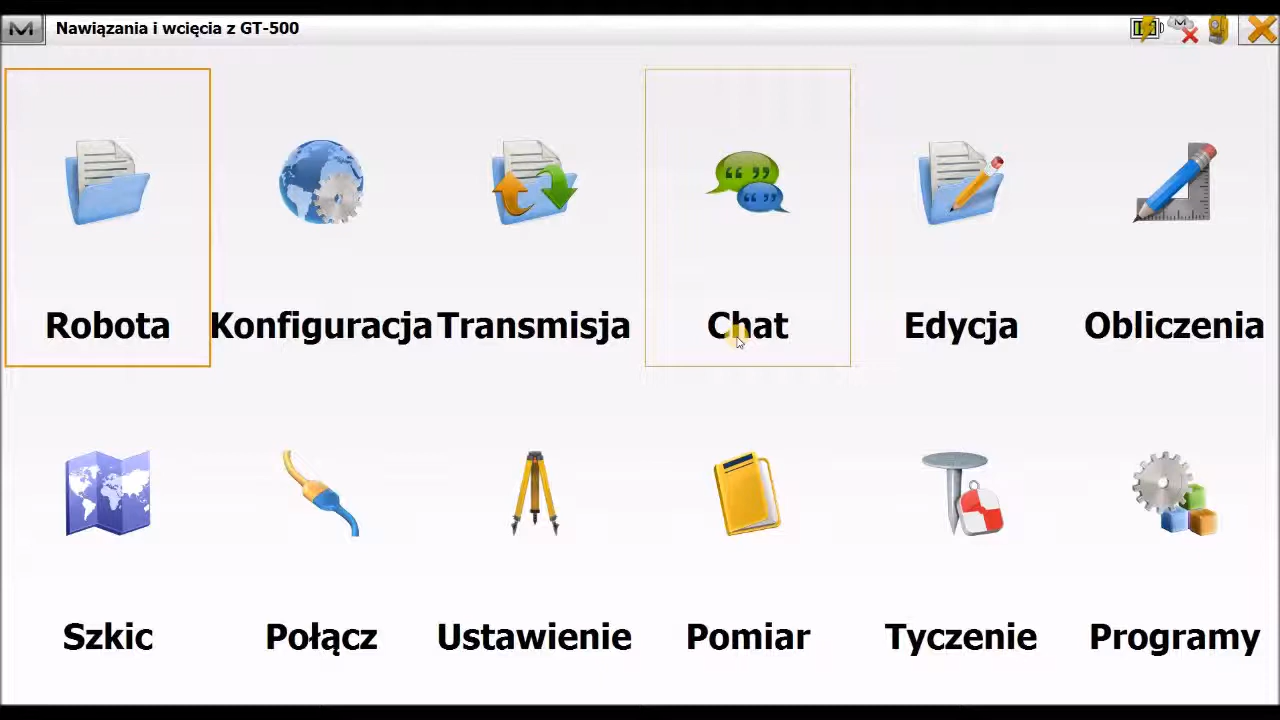 Nawiązania i wcięcia z GT-500
Robota
Konfiguracja
Transmisja
Chat
Edycja
Obliczenia
Szkic
Połącz
Ustawienie
Pomiar
Tyczenie
Programy